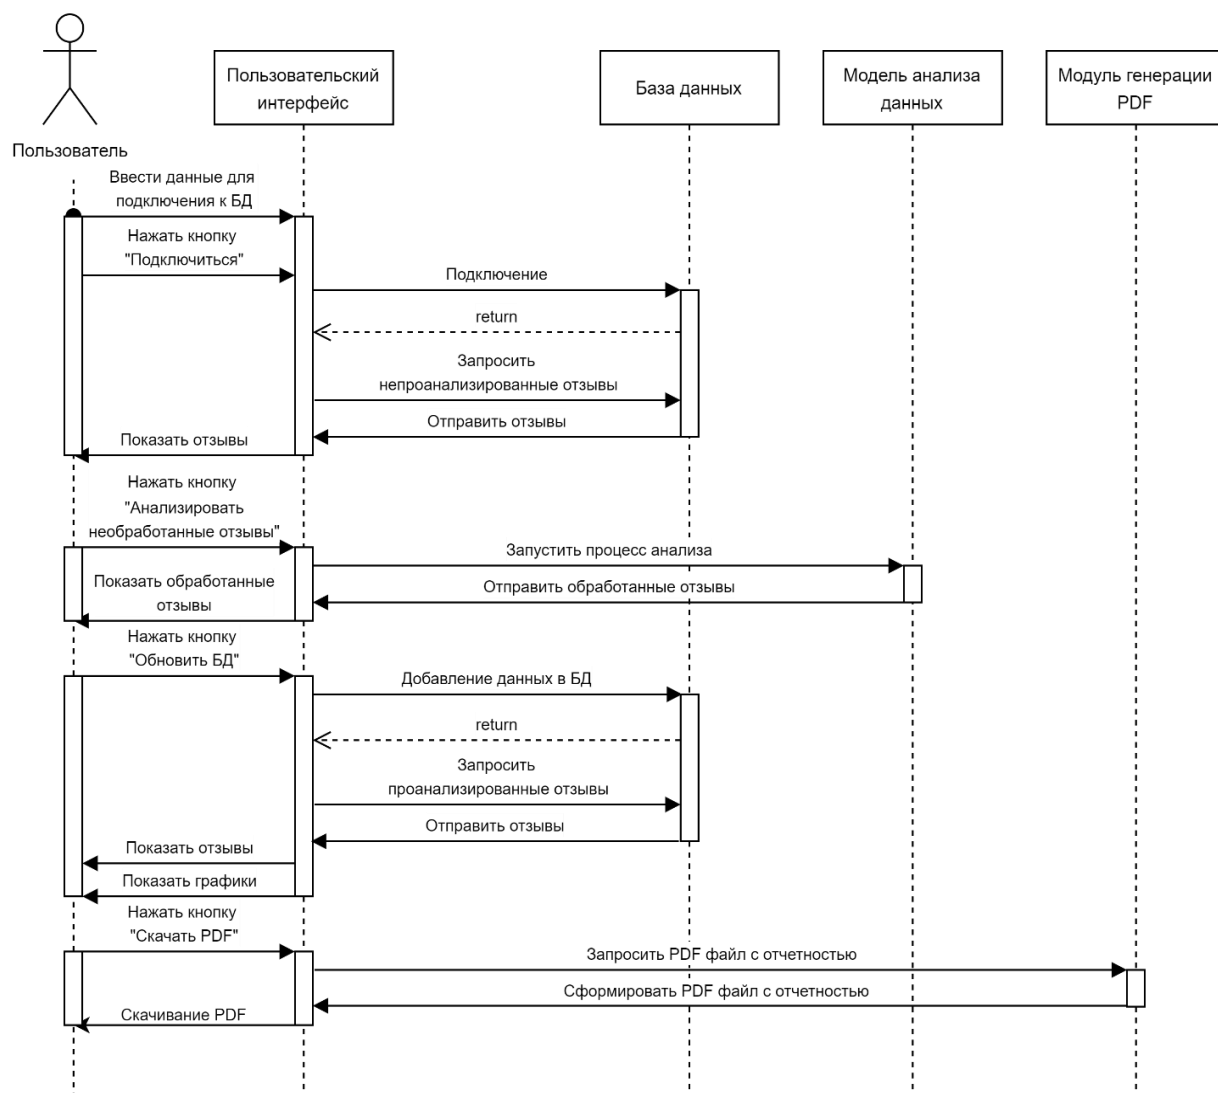 Пользовательский
интерфейс
База данных
Модель анализа
данных
Модуль генерации
PDF
Пользователь
Ввести данные для
подключения к БД
Нажать кнопку
"Подключиться"
Подключение
return
Запросить
непроанализированные отзывы
Отправить отзывы
Показать отзывы
Нажать кнопку
"Анализировать
необработанные отзывы"
Запустить процесс анализа
Показать обработанные
отзывы
Отправить обработанные отзывы
Нажать кнопку
"Обновить БД"
Добавление данных в БД
return
Запросить
проанализированные отзывы
Отправить отзывы
Показать отзывы
Показать графики
Нажать кнопку
"Скачать PDF"
Запросить PDF файл с отчетностью
Сформировать PDF файл с отчетностью
Скачивание PDF